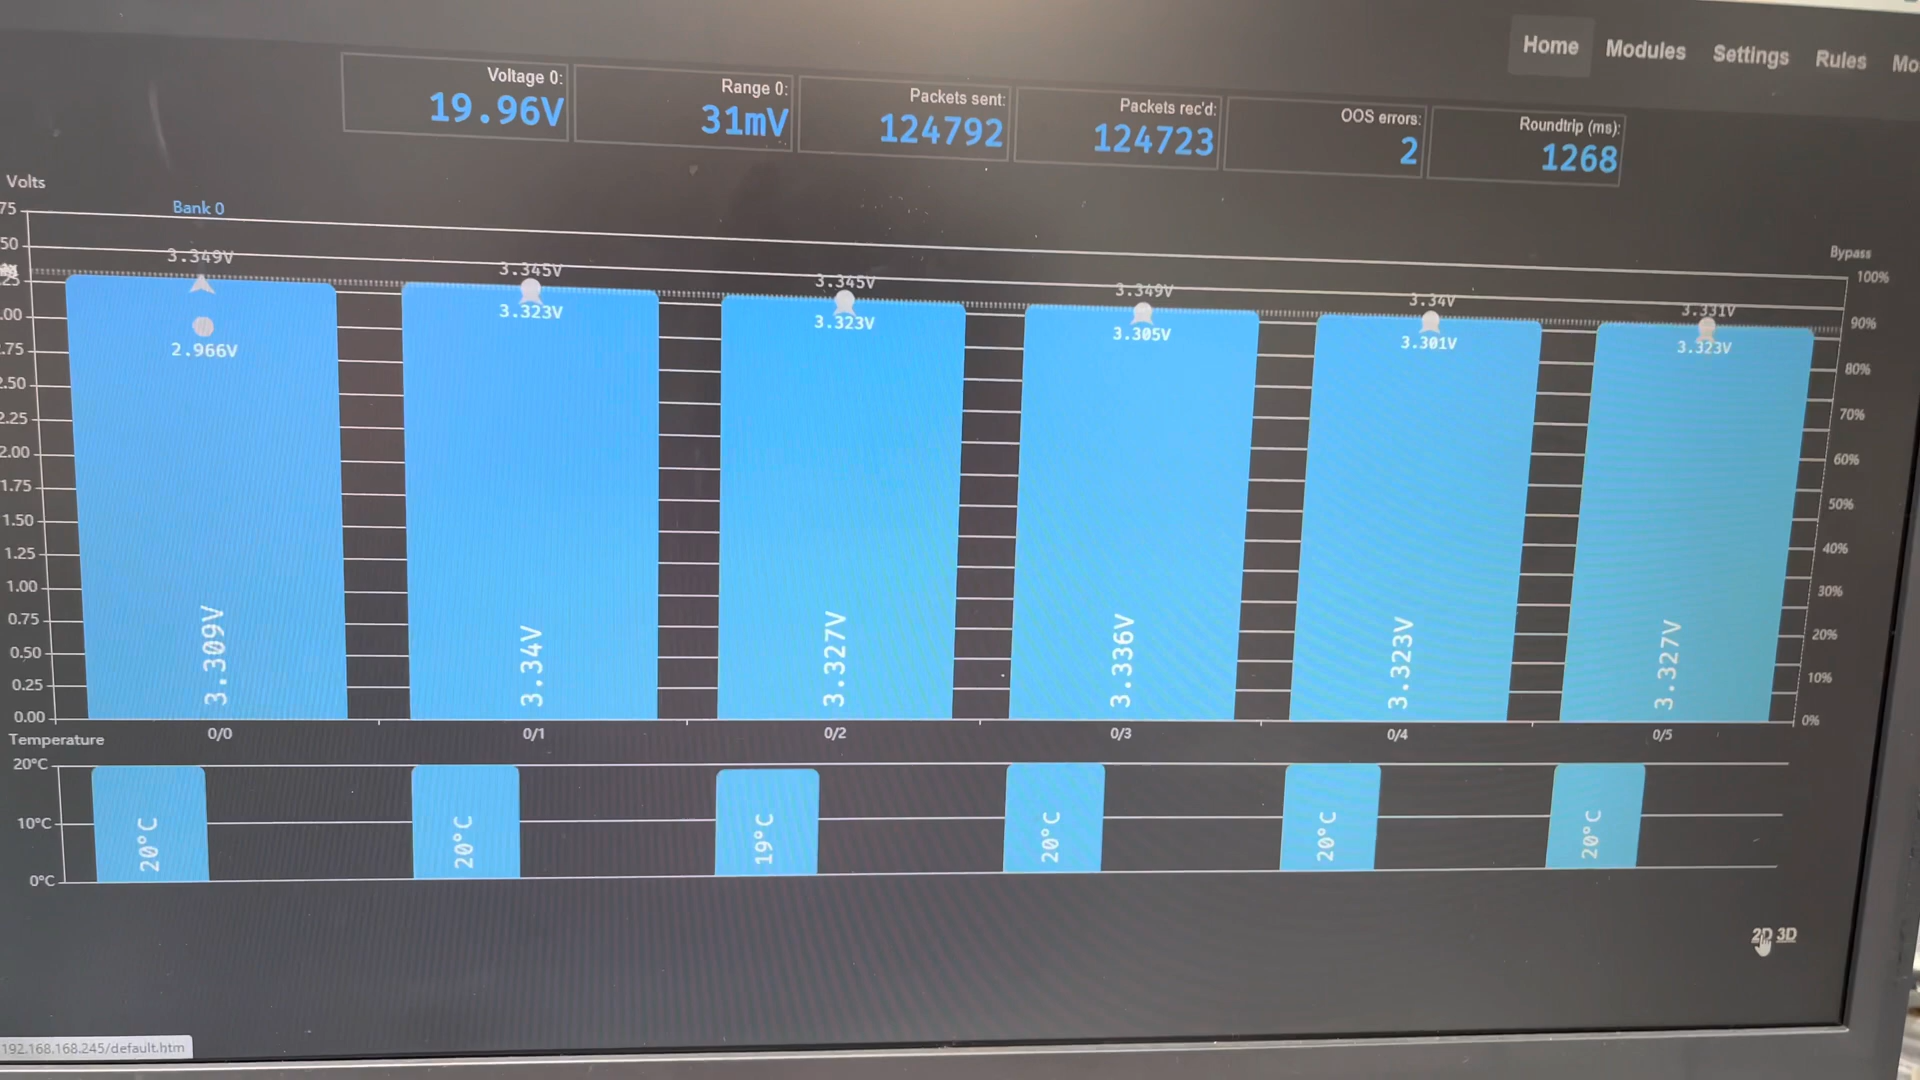 Home Modules Settings Rules Mo
Voltage 0: Range 0: Packets sent: Packets rec'd: OOS errors: Roundtrip (ms):
19.96V 31mV 124792 124723 2 1268
Volts
Bank 0
Bypass
75
50
25
.00
.75
2.50
2.25
2.00
1.75
1.50
1.25
1.00
0.75
0.50
0.25
0.00
3.349V 3.345V 3.345V 3.349V 3.34V 3.331V
2.966V 3.323V 3.323V 3.305V 3.301V 3.323V
3.309V 3.34V 3.327V 3.336V 3.323V 3.327V
100%
90%
80%
70%
60%
50%
40%
30%
20%
10%
0%
0/0 0/1 0/2 0/3 0/4 0/5
Temperature
20°C
10°C
0°C
20°C 20°C 19°C 20°C 20°C 20°C
2D 3D
192.168.168.245/default.htm